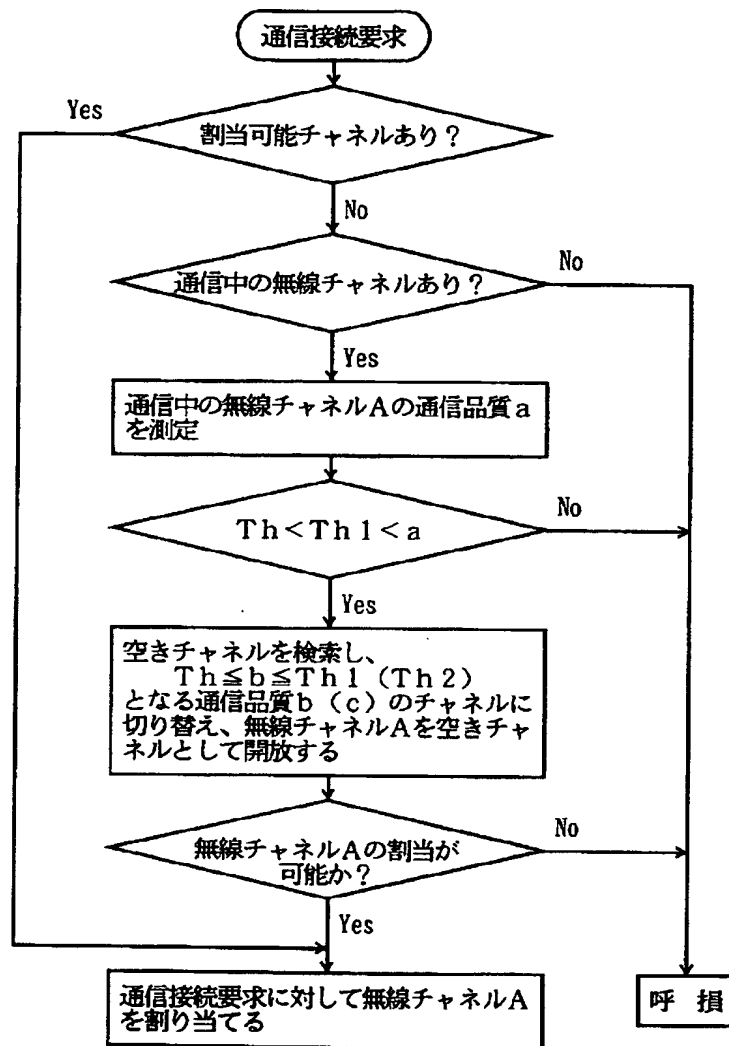 通信接続要求
Yes
割当可能チャネルあり？
No
通信中の無線チャネルあり？
No
Yes
通信中の無線チャネルAの通信品質a
を測定
Th＜Th1＜a
No
Yes
空きチャネルを検索し、
Th≦b≦Th1（Th2）
となる通信品質b（c）のチャネルに
切り替え、無線チャネルAを空きチャ
ネルとして開放する
無線チャネルAの割当が
可能か？
No
Yes
通信接続要求に対して無線チャネルA
を割り当てる
呼 損